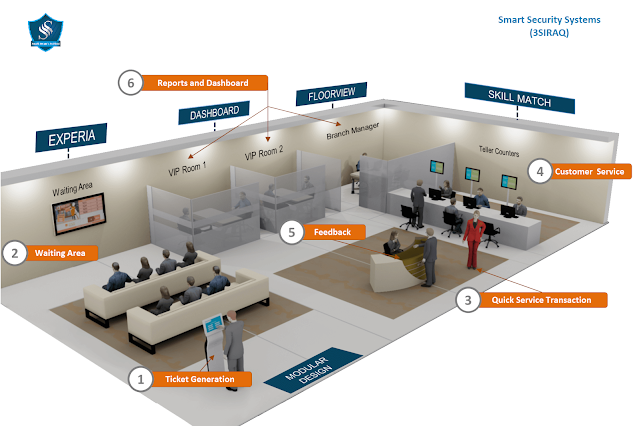 Smart Security Systems
(3SIRAQ)
6 Reports and Dashboard
FLOORVIEW
SKILL MATCH
DASHBOARD
EXPERIA
Branch Manager
VIP Room 2
VIP Room 1
Teller Counters
Waiting Area
4 Customer Service
5 Feedback
2 Waiting Area
3 Quick Service Transaction
1 Ticket Generation
MODULAR
DESIGN